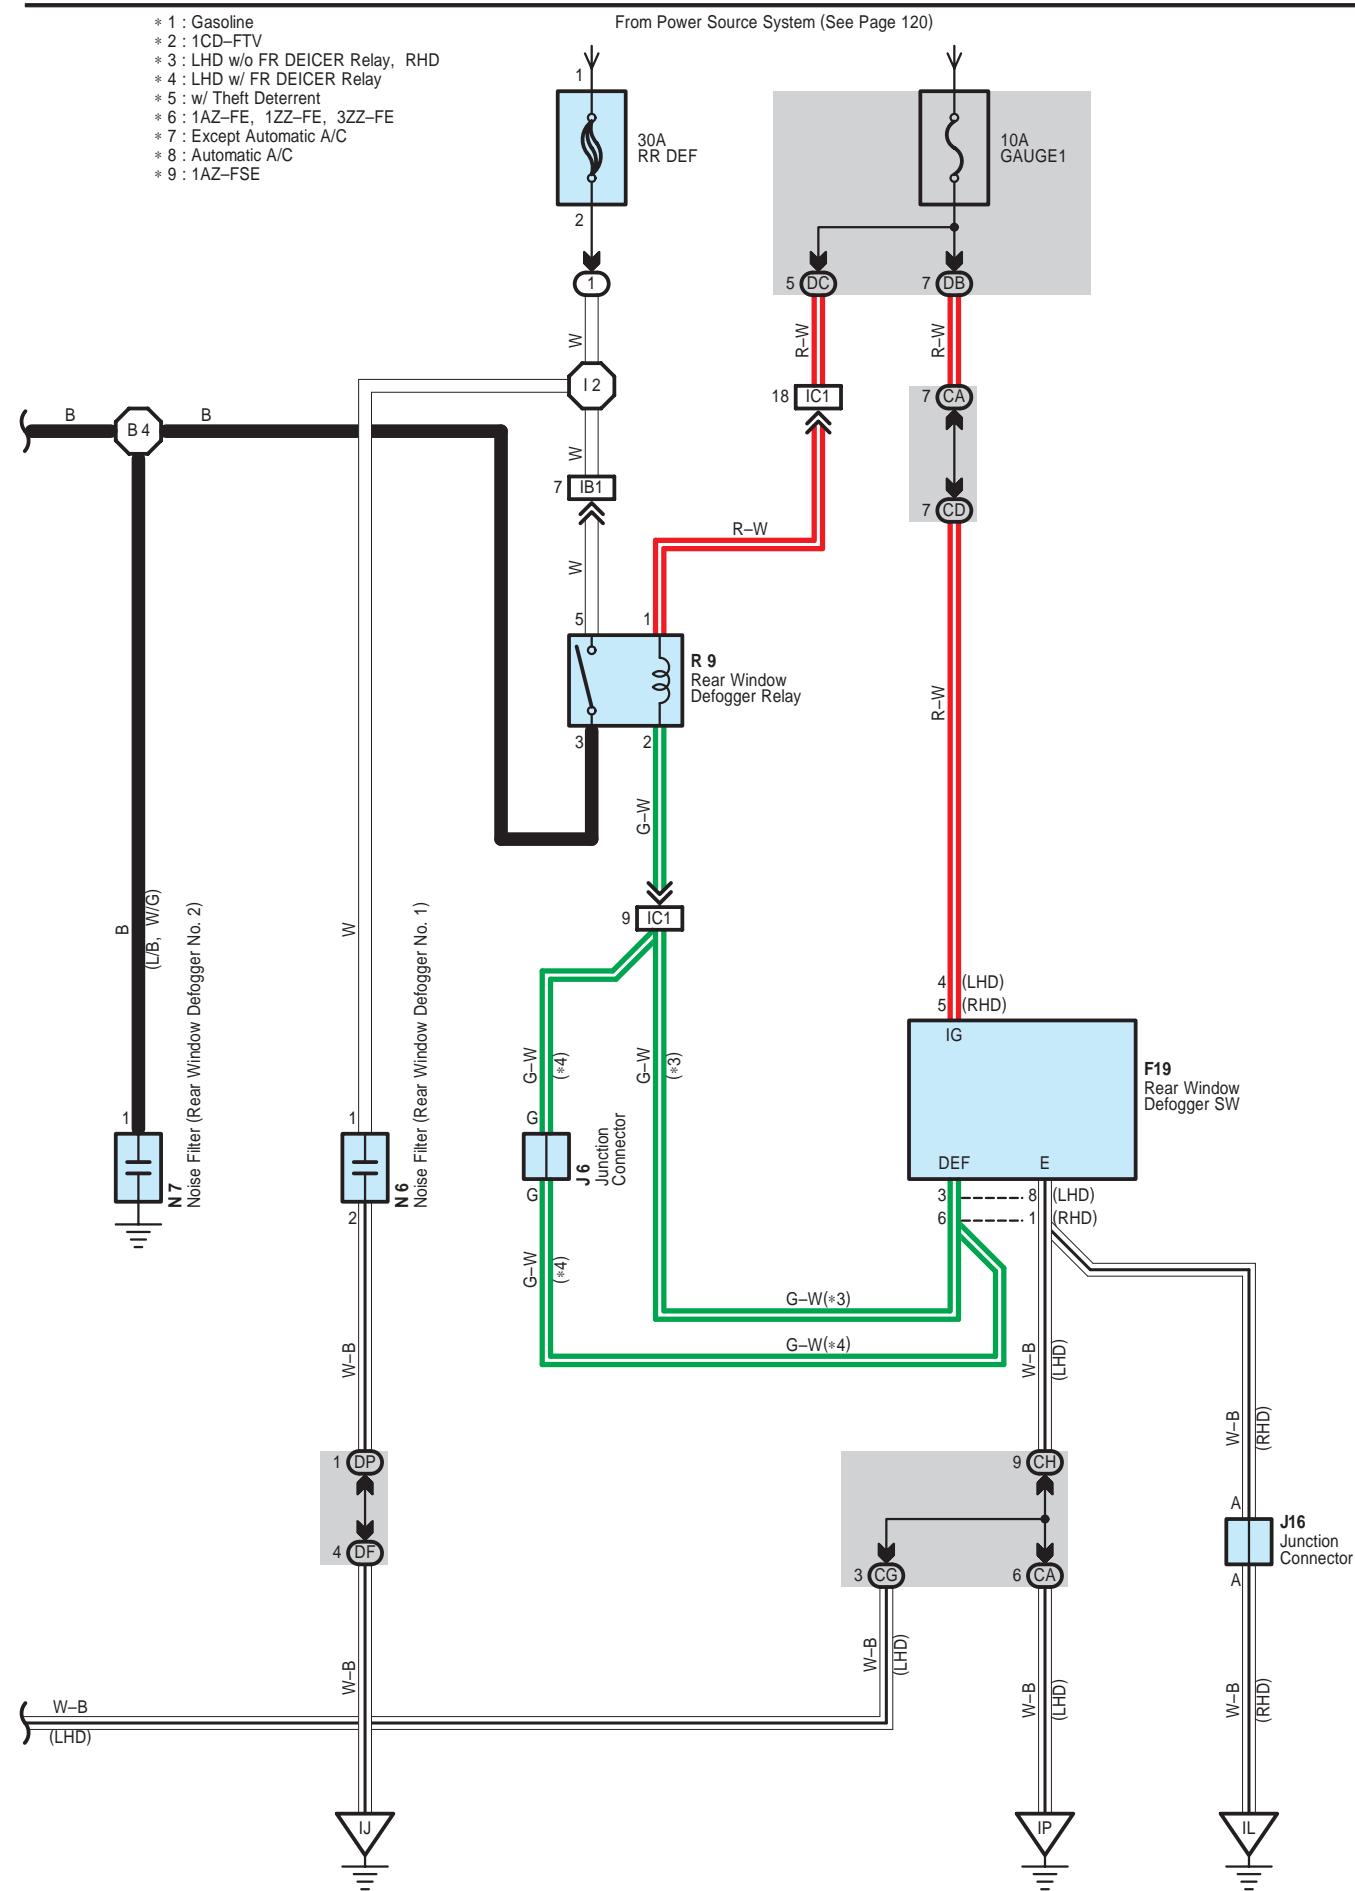 ∗ 1 : Gasoline
∗ 2 : 1CD–FTV
∗ 3 : LHD w/o FR DEICER Relay, RHD
∗ 4 : LHD w/ FR DEICER Relay
∗ 5 : w/ Theft Deterrent
∗ 6 : 1AZ–FE, 1ZZ–FE, 3ZZ–FE
∗ 7 : Except Automatic A/C
∗ 8 : Automatic A/C
∗ 9 : 1AZ–FSE
From Power Source System (See Page 120)
1
30A
RR DEF
10A
GAUGE1
2
1
5 DC
7 DB
W
R–W
R–W
I 2
18 IC1
7 CA
B
B 4
B
W
7 IB1
7 CD
R–W
W
5
1
R 9
Rear Window
Defogger Relay
R–W
3
2
G–W
B
(L/B, W/G)
Noise Filter (Rear Window Defogger No. 2)
N 7
W
Noise Filter (Rear Window Defogger No. 1)
N 6
9 IC1
4 (LHD)
5 (RHD)
IG
F19
Rear Window
Defogger SW
G–W
(∗4)
G–W
(∗3)
1
1
G
J 6
Junction
Connector
G
DEF
E
3
8 (LHD)
6
1 (RHD)
2
G–W
(∗4)
G–W(∗3)
G–W(∗4)
W–B
W–B
(LHD)
W–B
(RHD)
1 DP
9 CH
A
J16
Junction
Connector
4 DF
3 CG
6 CA
A
W–B
W–B
(LHD)
W–B
(LHD)
W–B
(RHD)
W–B
(LHD)
IJ
IP
IL